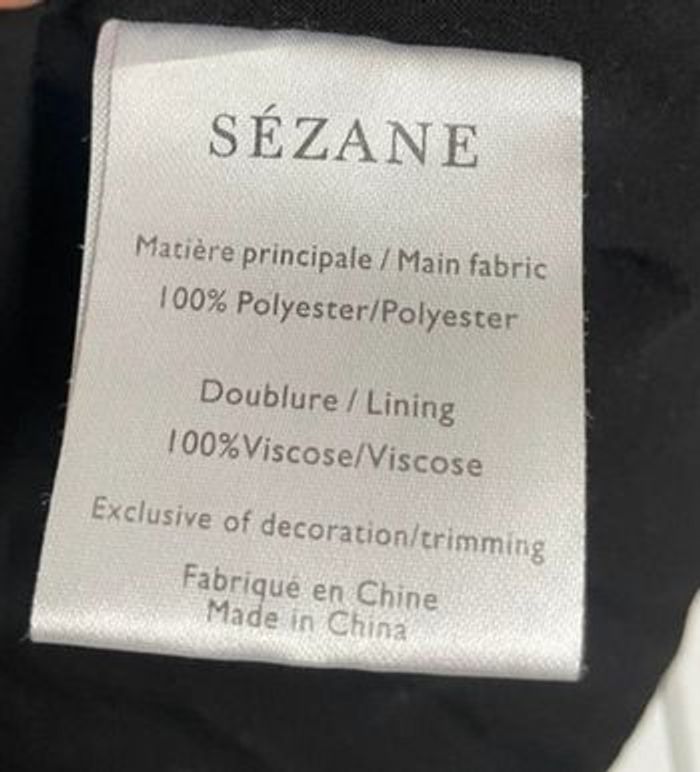 SÉZANE
Matière principale / Main fabric
100% Polyester/Polyester
Doublure / Lining
100%Viscose/Viscose
Exclusive of decoration/trimming
Fabriqué en Chine
Made in China